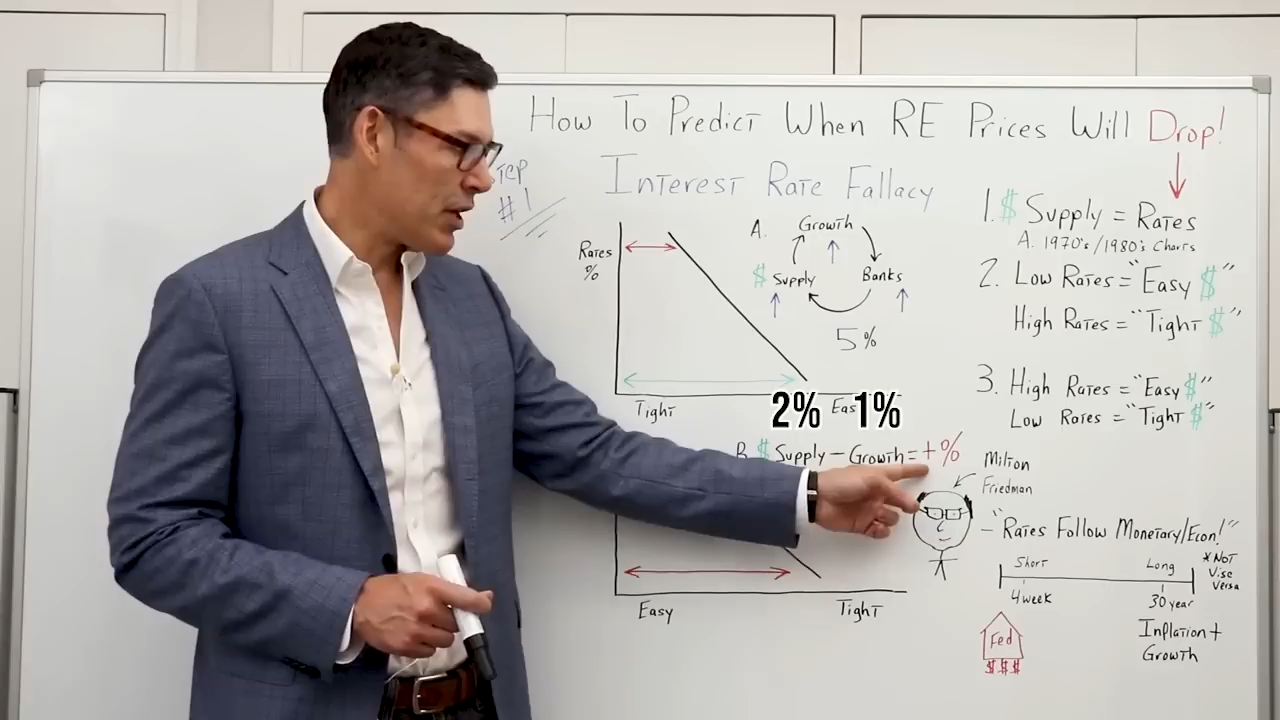 How To Predict When RE Prices Will Drop!
#1
Interest Rate Fallacy
Rates
%
Tight
A. Growth
$ Supply
Banks
5%
2% 1%
B. $ Supply - Growth = +%
Easy
Tight
1. $ Supply = Rates
A. 1970's/1980's Charts
2. Low Rates = "Easy $"
High Rates = "Tight $"
3. High Rates = "Easy $"
Low Rates = "Tight $"
Milton
Friedman
- "Rates Follow Monetary/Econ!"
* Not
Vise
Versa
Short
Long
4 week
30 year
Inflation +
Growth
Fed
$ $ $